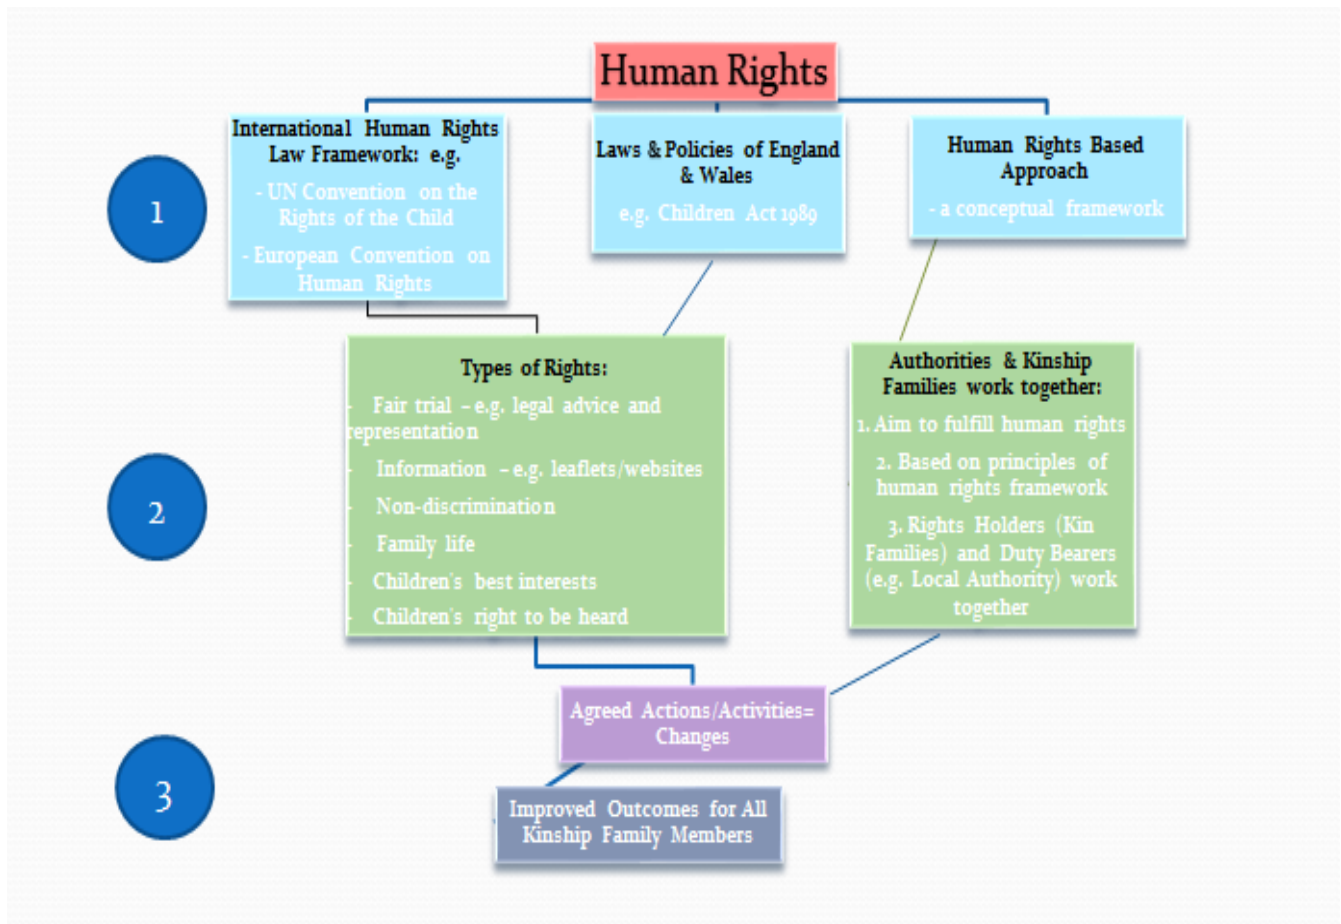 Human Rights
International Human Rights
Law Framework: e.g.
- UN Convention on the
Rights of the Child
- European Convention on
Human Rights
Laws & Policies of England
& Wales
e.g. Children Act 1989
Human Rights Based
Approach
- a conceptual framework
1
Types of Rights:
- Fair trial – e.g. legal advice and
representation
- Information – e.g. leaflets/websites
- Non-discrimination
- Family life
- Children's best interests
- Children's right to be heard
Authorities & Kinship
Families work together:
1. Aim to fulfill human rights
2. Based on principles of
human rights framework
3. Rights Holders (Kin
Families) and Duty Bearers
(e.g. Local Authority) work
together
2
Agreed Actions/Activities=
Changes
3
Improved Outcomes for All
Kinship Family Members